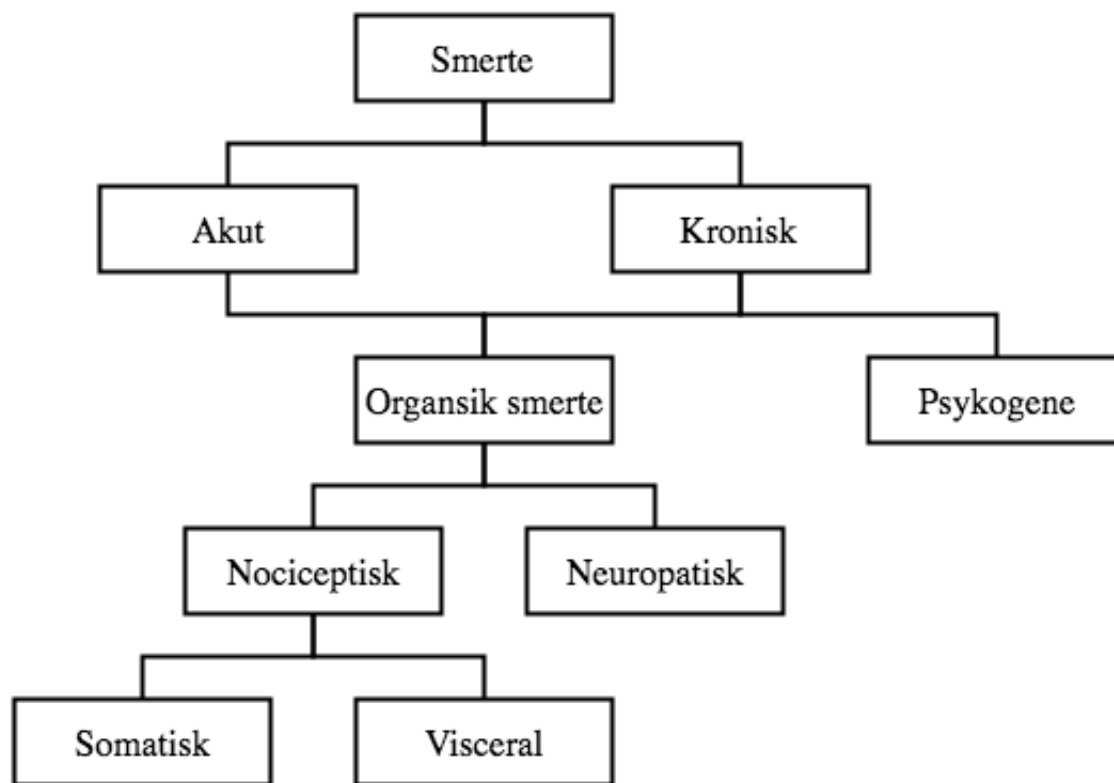 Smerte
Akut
Kronisk
Organsik smerte
Psykogene
Nociceptisk
Neuropatisk
Somatisk
Visceral